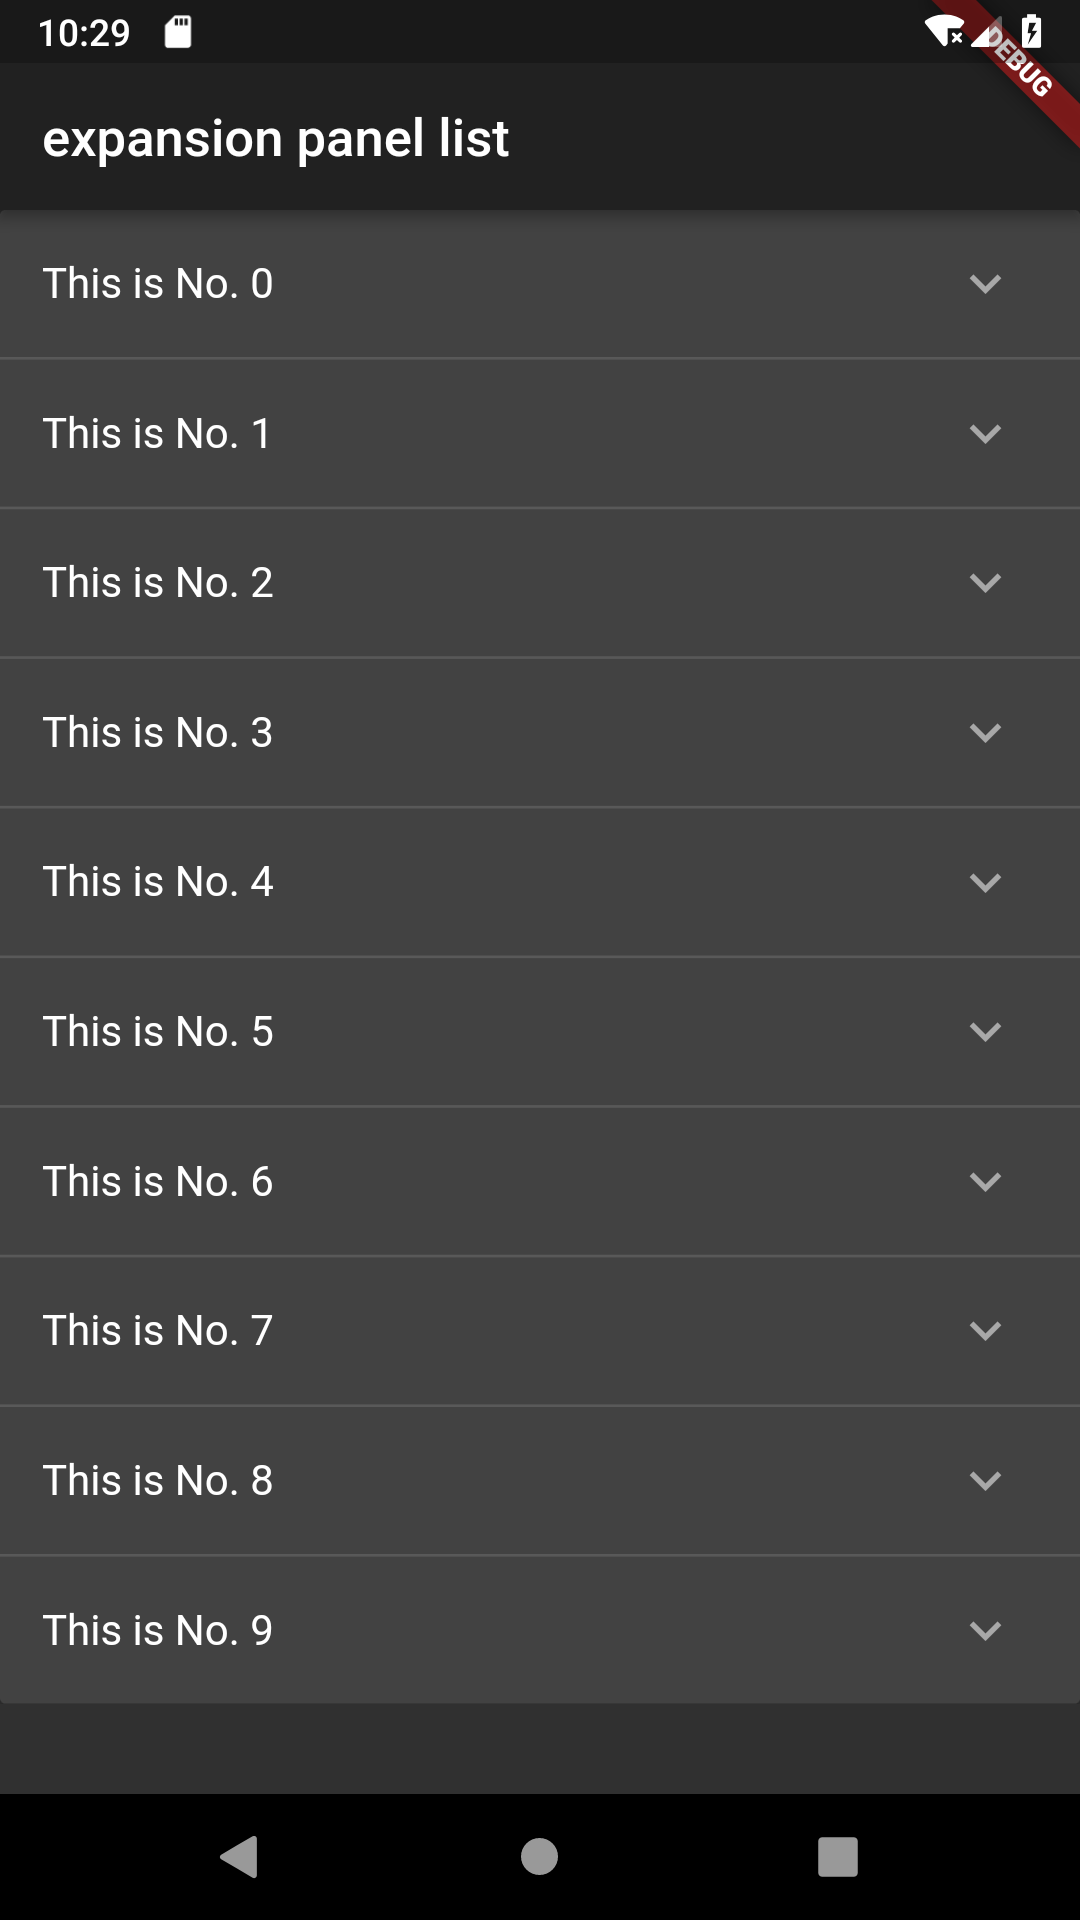 10:29
DEBUG
expansion panel list
This is No. 0
This is No. 1
This is No. 2
This is No. 3
This is No. 4
This is No. 5
This is No. 6
This is No. 7
This is No. 8
This is No. 9